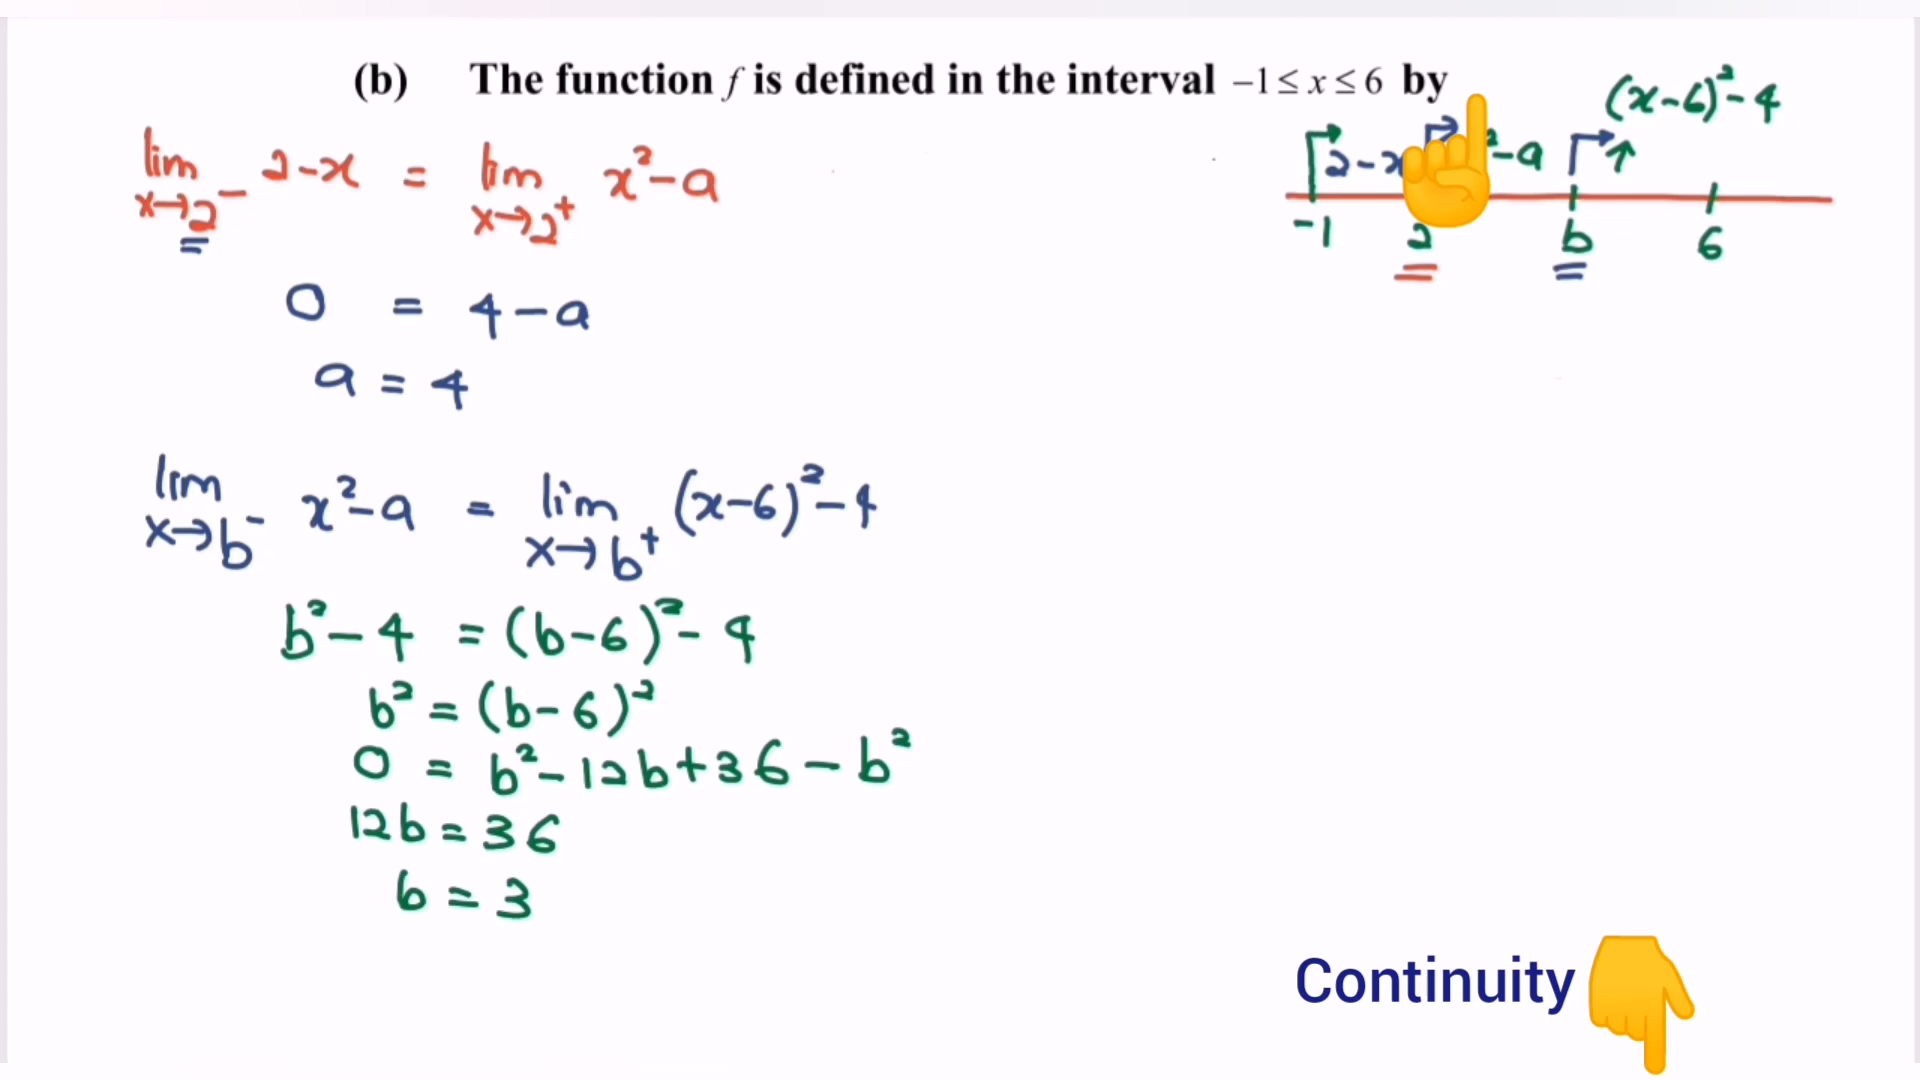 (b) The function f is defined in the interval −1 ≤ x ≤ 6 by
(x-6)²-4
2-x ²-a
-1 2 b 6
lim x→2⁻ 2-x = lim x→2⁺ x²-a
0 = 4-a
a = 4
lim x→b⁻ x²-a = lim x→b⁺ (x-6)²-4
b²-4 = (b-6)²-4
b² = (b-6)²
0 = b²-12b+36-b²
12b = 36
b = 3
Continuity